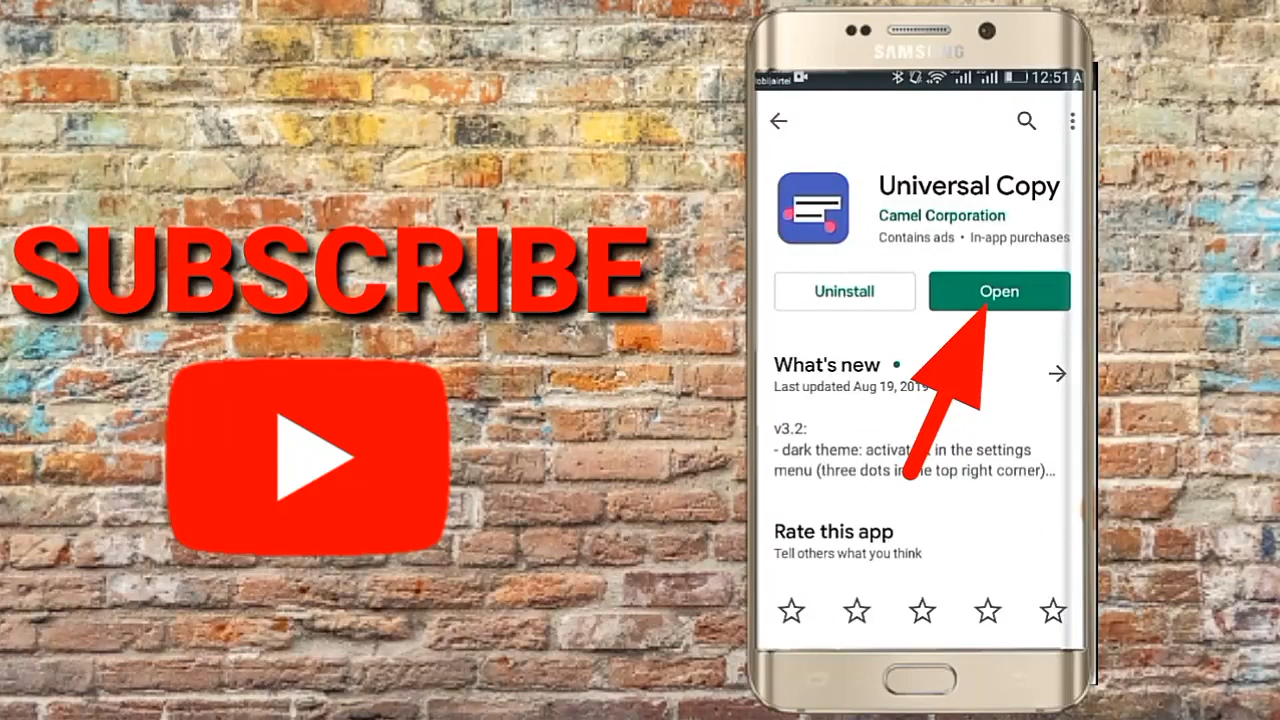 SUBSCRIBE
SAMSUNG
12:51 A
Universal Copy
Camel Corporation
Contains ads • In-app purchases
Uninstall
Open
What's new •
Last updated Aug 19, 2019
v3.2:
- dark theme: activate in the settings
menu (three dots in the top right corner)...
Rate this app
Tell others what you think